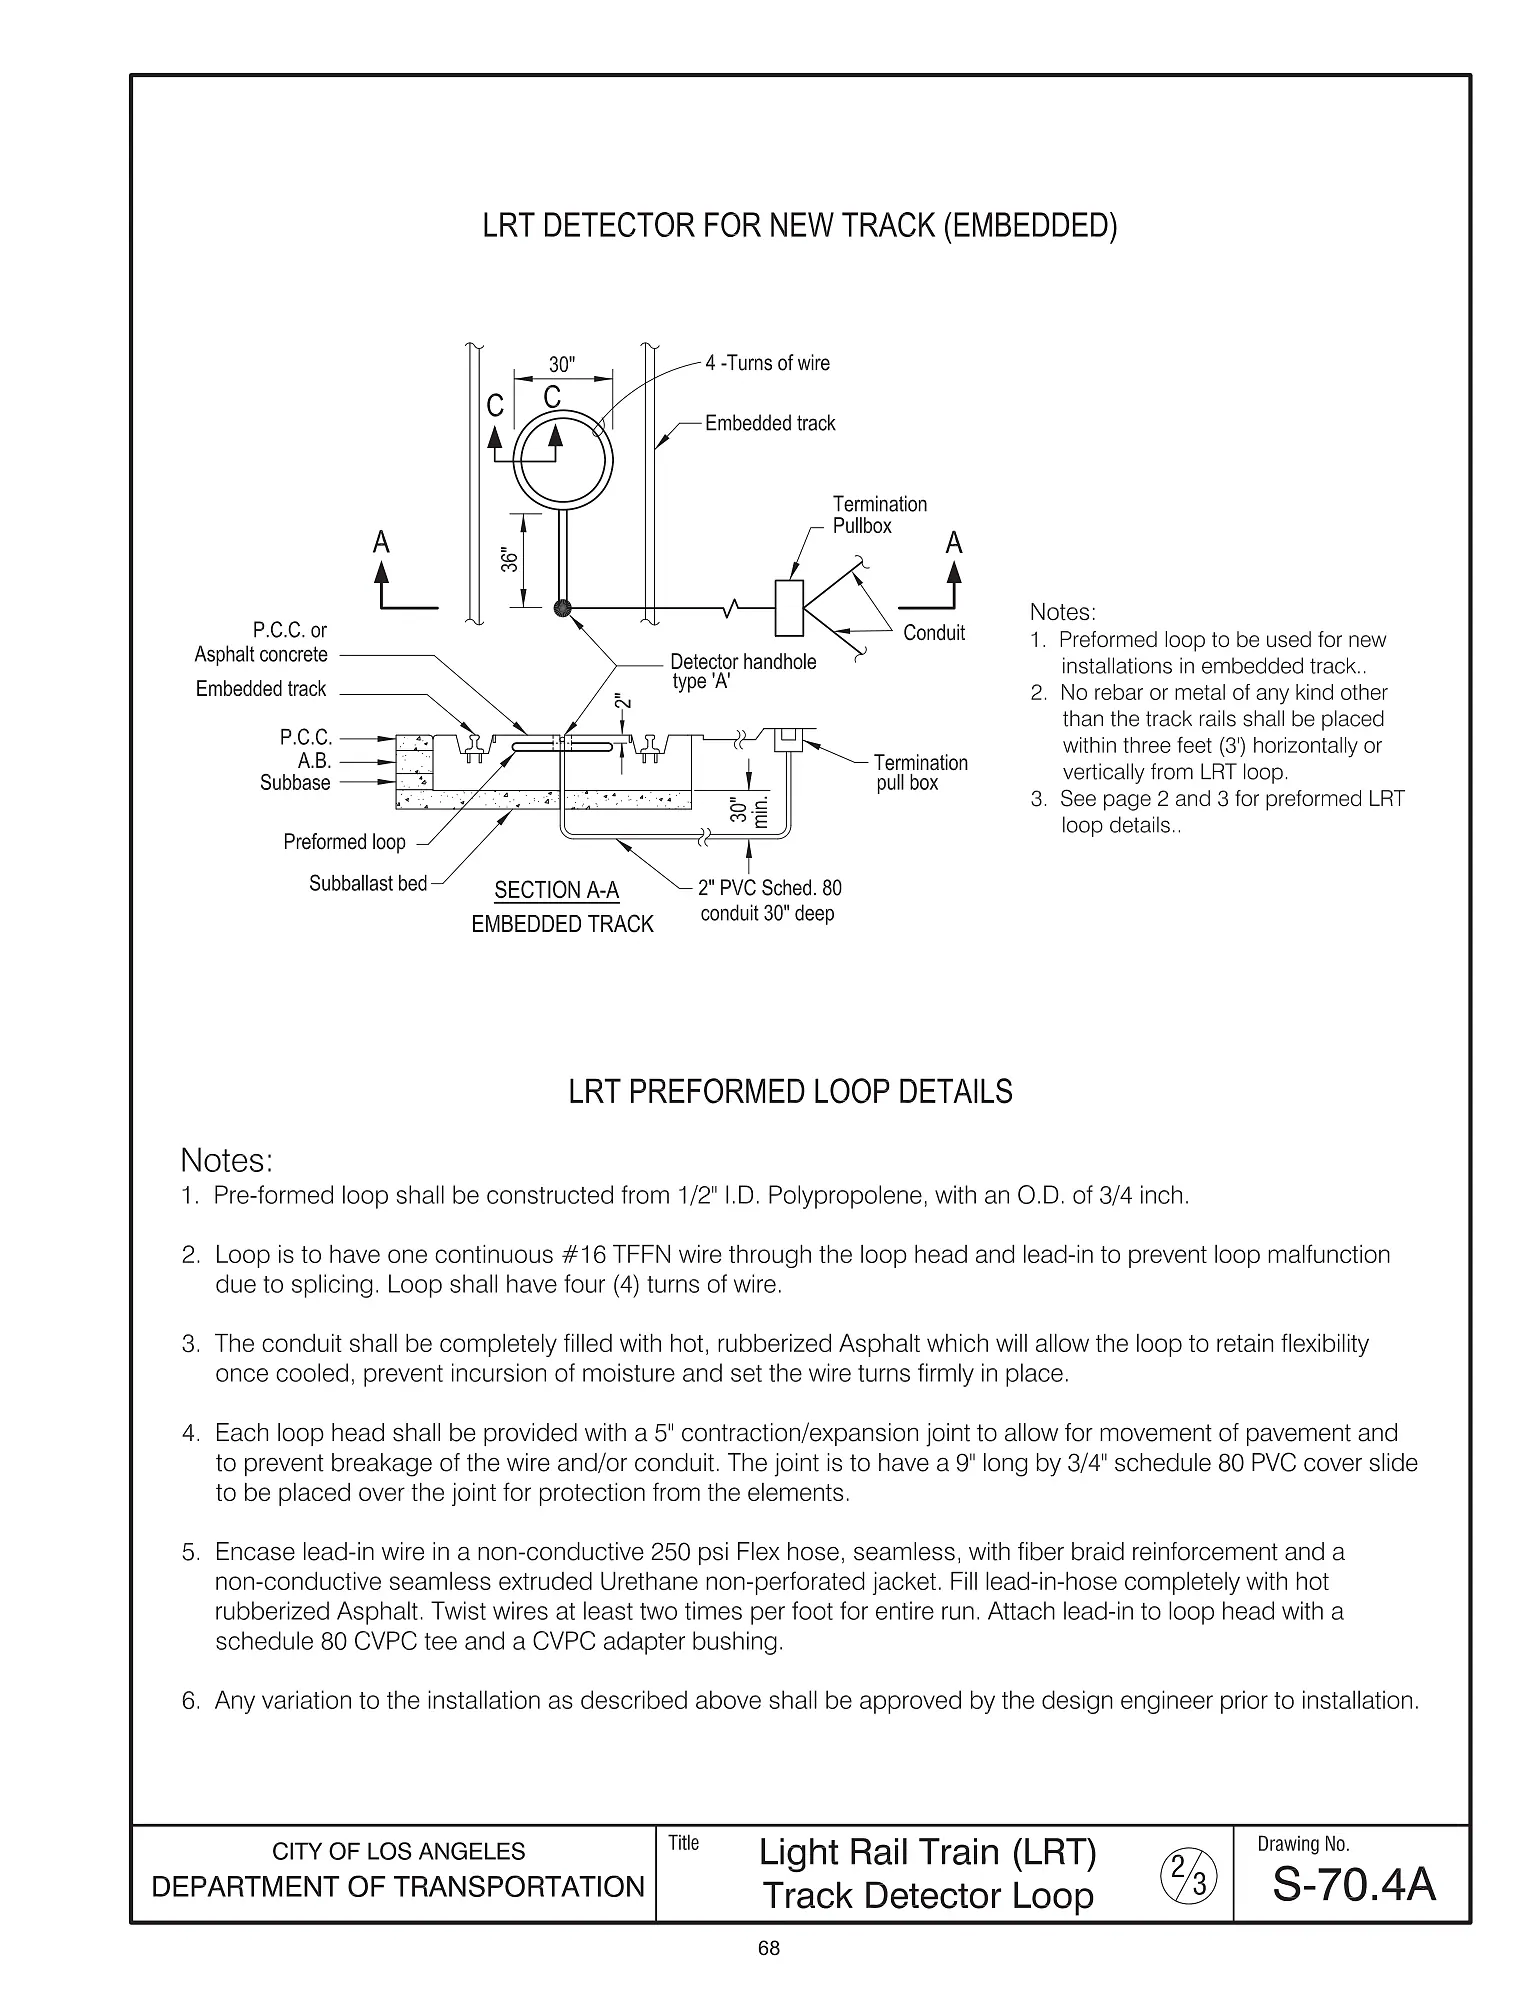 LRT DETECTOR FOR NEW TRACK (EMBEDDED)
30"
4 -Turns of wire
C
C
Embedded track
Termination
Pullbox
A
A
36"
Conduit
P.C.C. or
Asphalt concrete
Embedded track
Detector handhole
type 'A'
2"
P.C.C.
A.B.
Subbase
Termination
pull box
30"
min.
Preformed loop
Subballast bed
SECTION A-A
EMBEDDED TRACK
2" PVC Sched. 80
conduit 30" deep
Notes:
1. Preformed loop to be used for new
installations in embedded track..
2. No rebar or metal of any kind other
than the track rails shall be placed
within three feet (3') horizontally or
vertically from LRT loop.
3. See page 2 and 3 for preformed LRT
loop details..
LRT PREFORMED LOOP DETAILS
Notes:
1. Pre-formed loop shall be constructed from 1/2" I.D. Polypropolene, with an O.D. of 3/4 inch.
2. Loop is to have one continuous #16 TFFN wire through the loop head and lead-in to prevent loop malfunction
due to splicing. Loop shall have four (4) turns of wire.
3. The conduit shall be completely filled with hot, rubberized Asphalt which will allow the loop to retain flexibility
once cooled, prevent incursion of moisture and set the wire turns firmly in place.
4. Each loop head shall be provided with a 5" contraction/expansion joint to allow for movement of pavement and
to prevent breakage of the wire and/or conduit. The joint is to have a 9" long by 3/4" schedule 80 PVC cover slide
to be placed over the joint for protection from the elements.
5. Encase lead-in wire in a non-conductive 250 psi Flex hose, seamless, with fiber braid reinforcement and a
non-conductive seamless extruded Urethane non-perforated jacket. Fill lead-in-hose completely with hot
rubberized Asphalt. Twist wires at least two times per foot for entire run. Attach lead-in to loop head with a
schedule 80 CVPC tee and a CVPC adapter bushing.
6. Any variation to the installation as described above shall be approved by the design engineer prior to installation.
CITY OF LOS ANGELES
DEPARTMENT OF TRANSPORTATION
Title
Light Rail Train (LRT)
Track Detector Loop
2/3
Drawing No.
S-70.4A
68